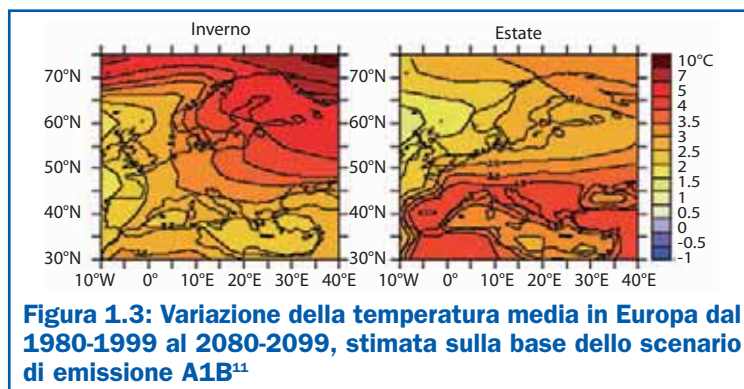 Inverno
Estate
70°N
60°N
50°N
40°N
30°N
10°W 0° 10°E 20°E 30°E 40°E
70°N
60°N
50°N
40°N
30°N
10°W 0° 10°E 20°E 30°E 40°E
10°C
7
5
4
3.5
3
2.5
2
1.5
1
0.5
0
-0.5
-1
Figura 1.3: Variazione della temperatura media in Europa dal
1980-1999 al 2080-2099, stimata sulla base dello scenario
di emissione A1B¹¹